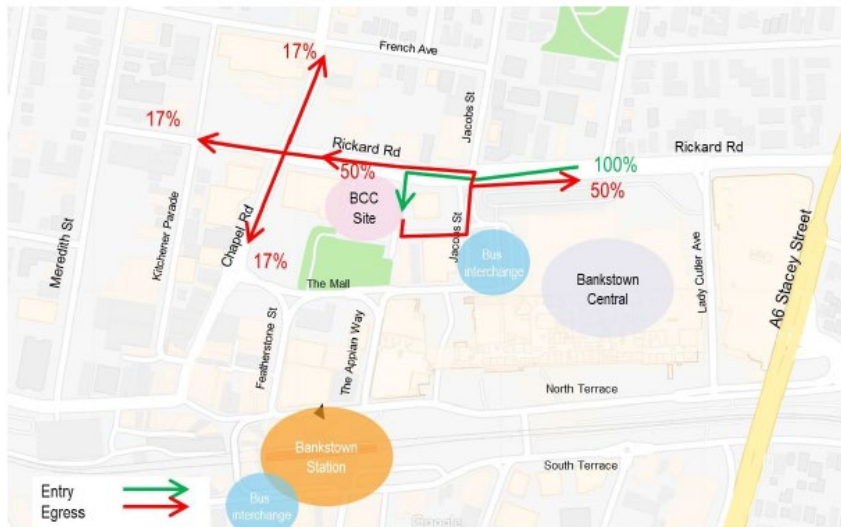 French Ave
17%
Jacobs St
17%
Rickard Rd
100%
Rickard Rd
50%
50%
BCC
Site
Meredith St
Kitchener Parade
Chapel Rd
17%
Jacobs St
Bus
interchange
Bankstown
Central
Lady Cutler Ave
A6 Stacey Street
The Mall
Featherstone St
The Appian Way
North Terrace
Bankstown
Station
South Terrace
Entry
Egress
Bus
interchange
Google